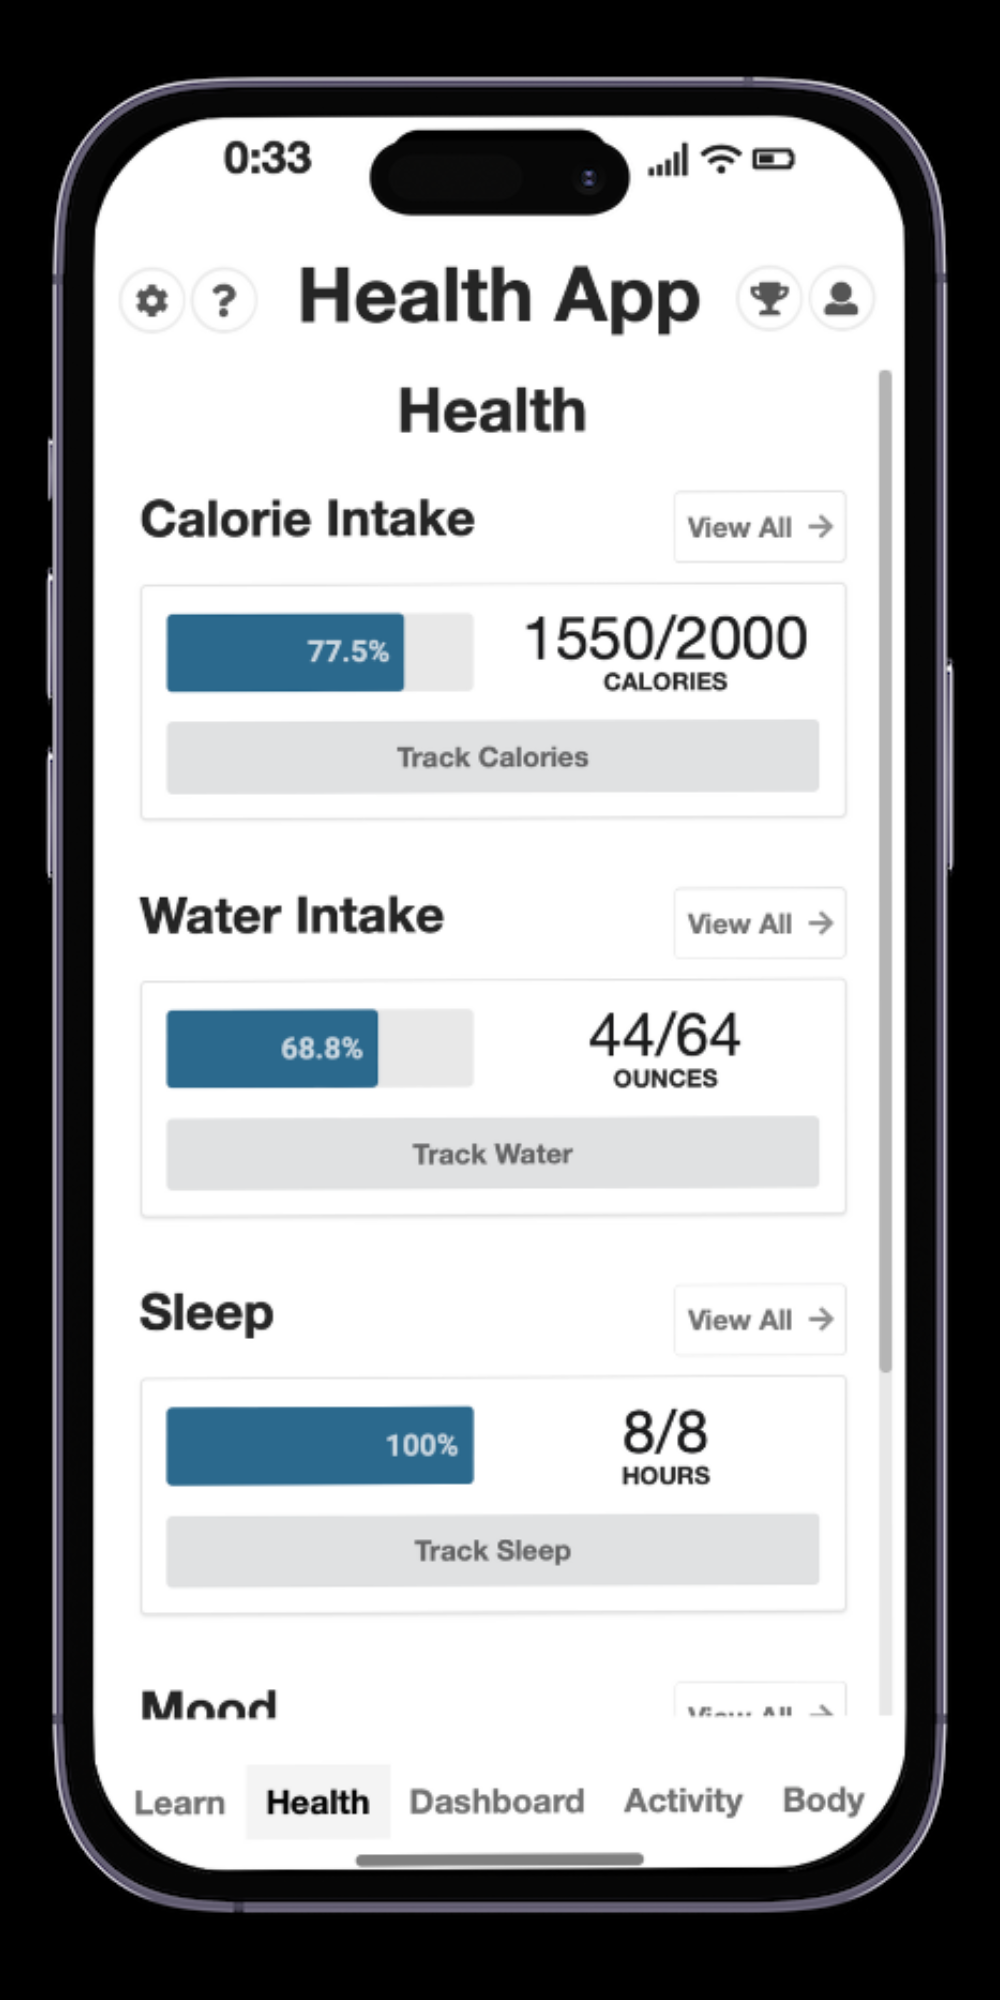 0:33
? Health App
Health
Calorie Intake
View All →
77.5%
1550/2000
CALORIES
Track Calories
Water Intake
View All →
68.8%
44/64
OUNCES
Track Water
Sleep
View All →
100%
8/8
HOURS
Track Sleep
Mood
View All →
Learn Health Dashboard Activity Body